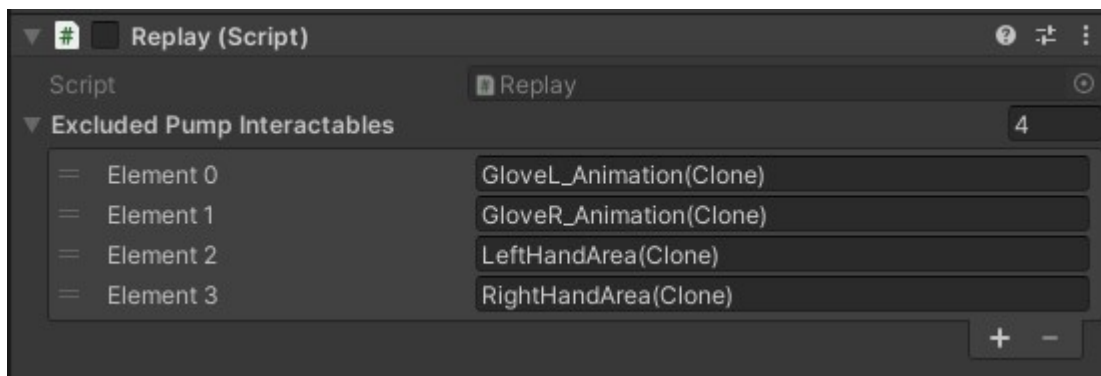 Replay (Script)
Script Replay
Excluded Pump Interactables 4
Element 0 GloveL_Animation(Clone)
Element 1 GloveR_Animation(Clone)
Element 2 LeftHandArea(Clone)
Element 3 RightHandArea(Clone)